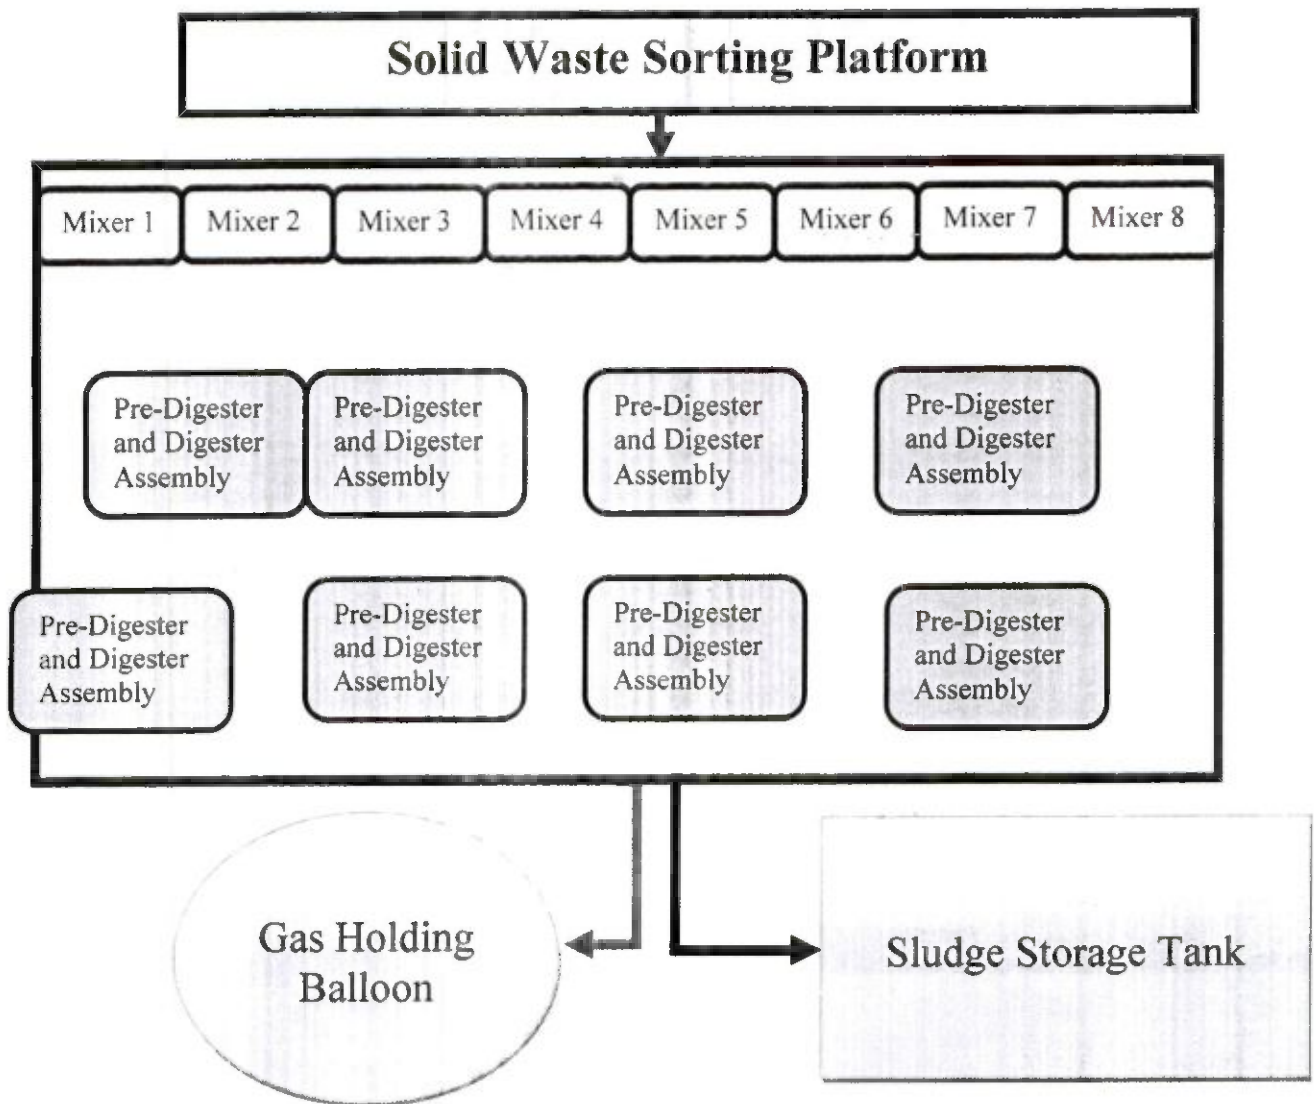 Solid Waste Sorting Platform
Mixer 1
Mixer 2
Mixer 3
Mixer 4
Mixer 5
Mixer 6
Mixer 7
Mixer 8
Pre-Digester
and Digester
Assembly
Pre-Digester
and Digester
Assembly
Pre-Digester
and Digester
Assembly
Pre-Digester
and Digester
Assembly
Pre-Digester
and Digester
Assembly
Pre-Digester
and Digester
Assembly
Pre-Digester
and Digester
Assembly
Pre-Digester
and Digester
Assembly
Gas Holding
Balloon
Sludge Storage Tank